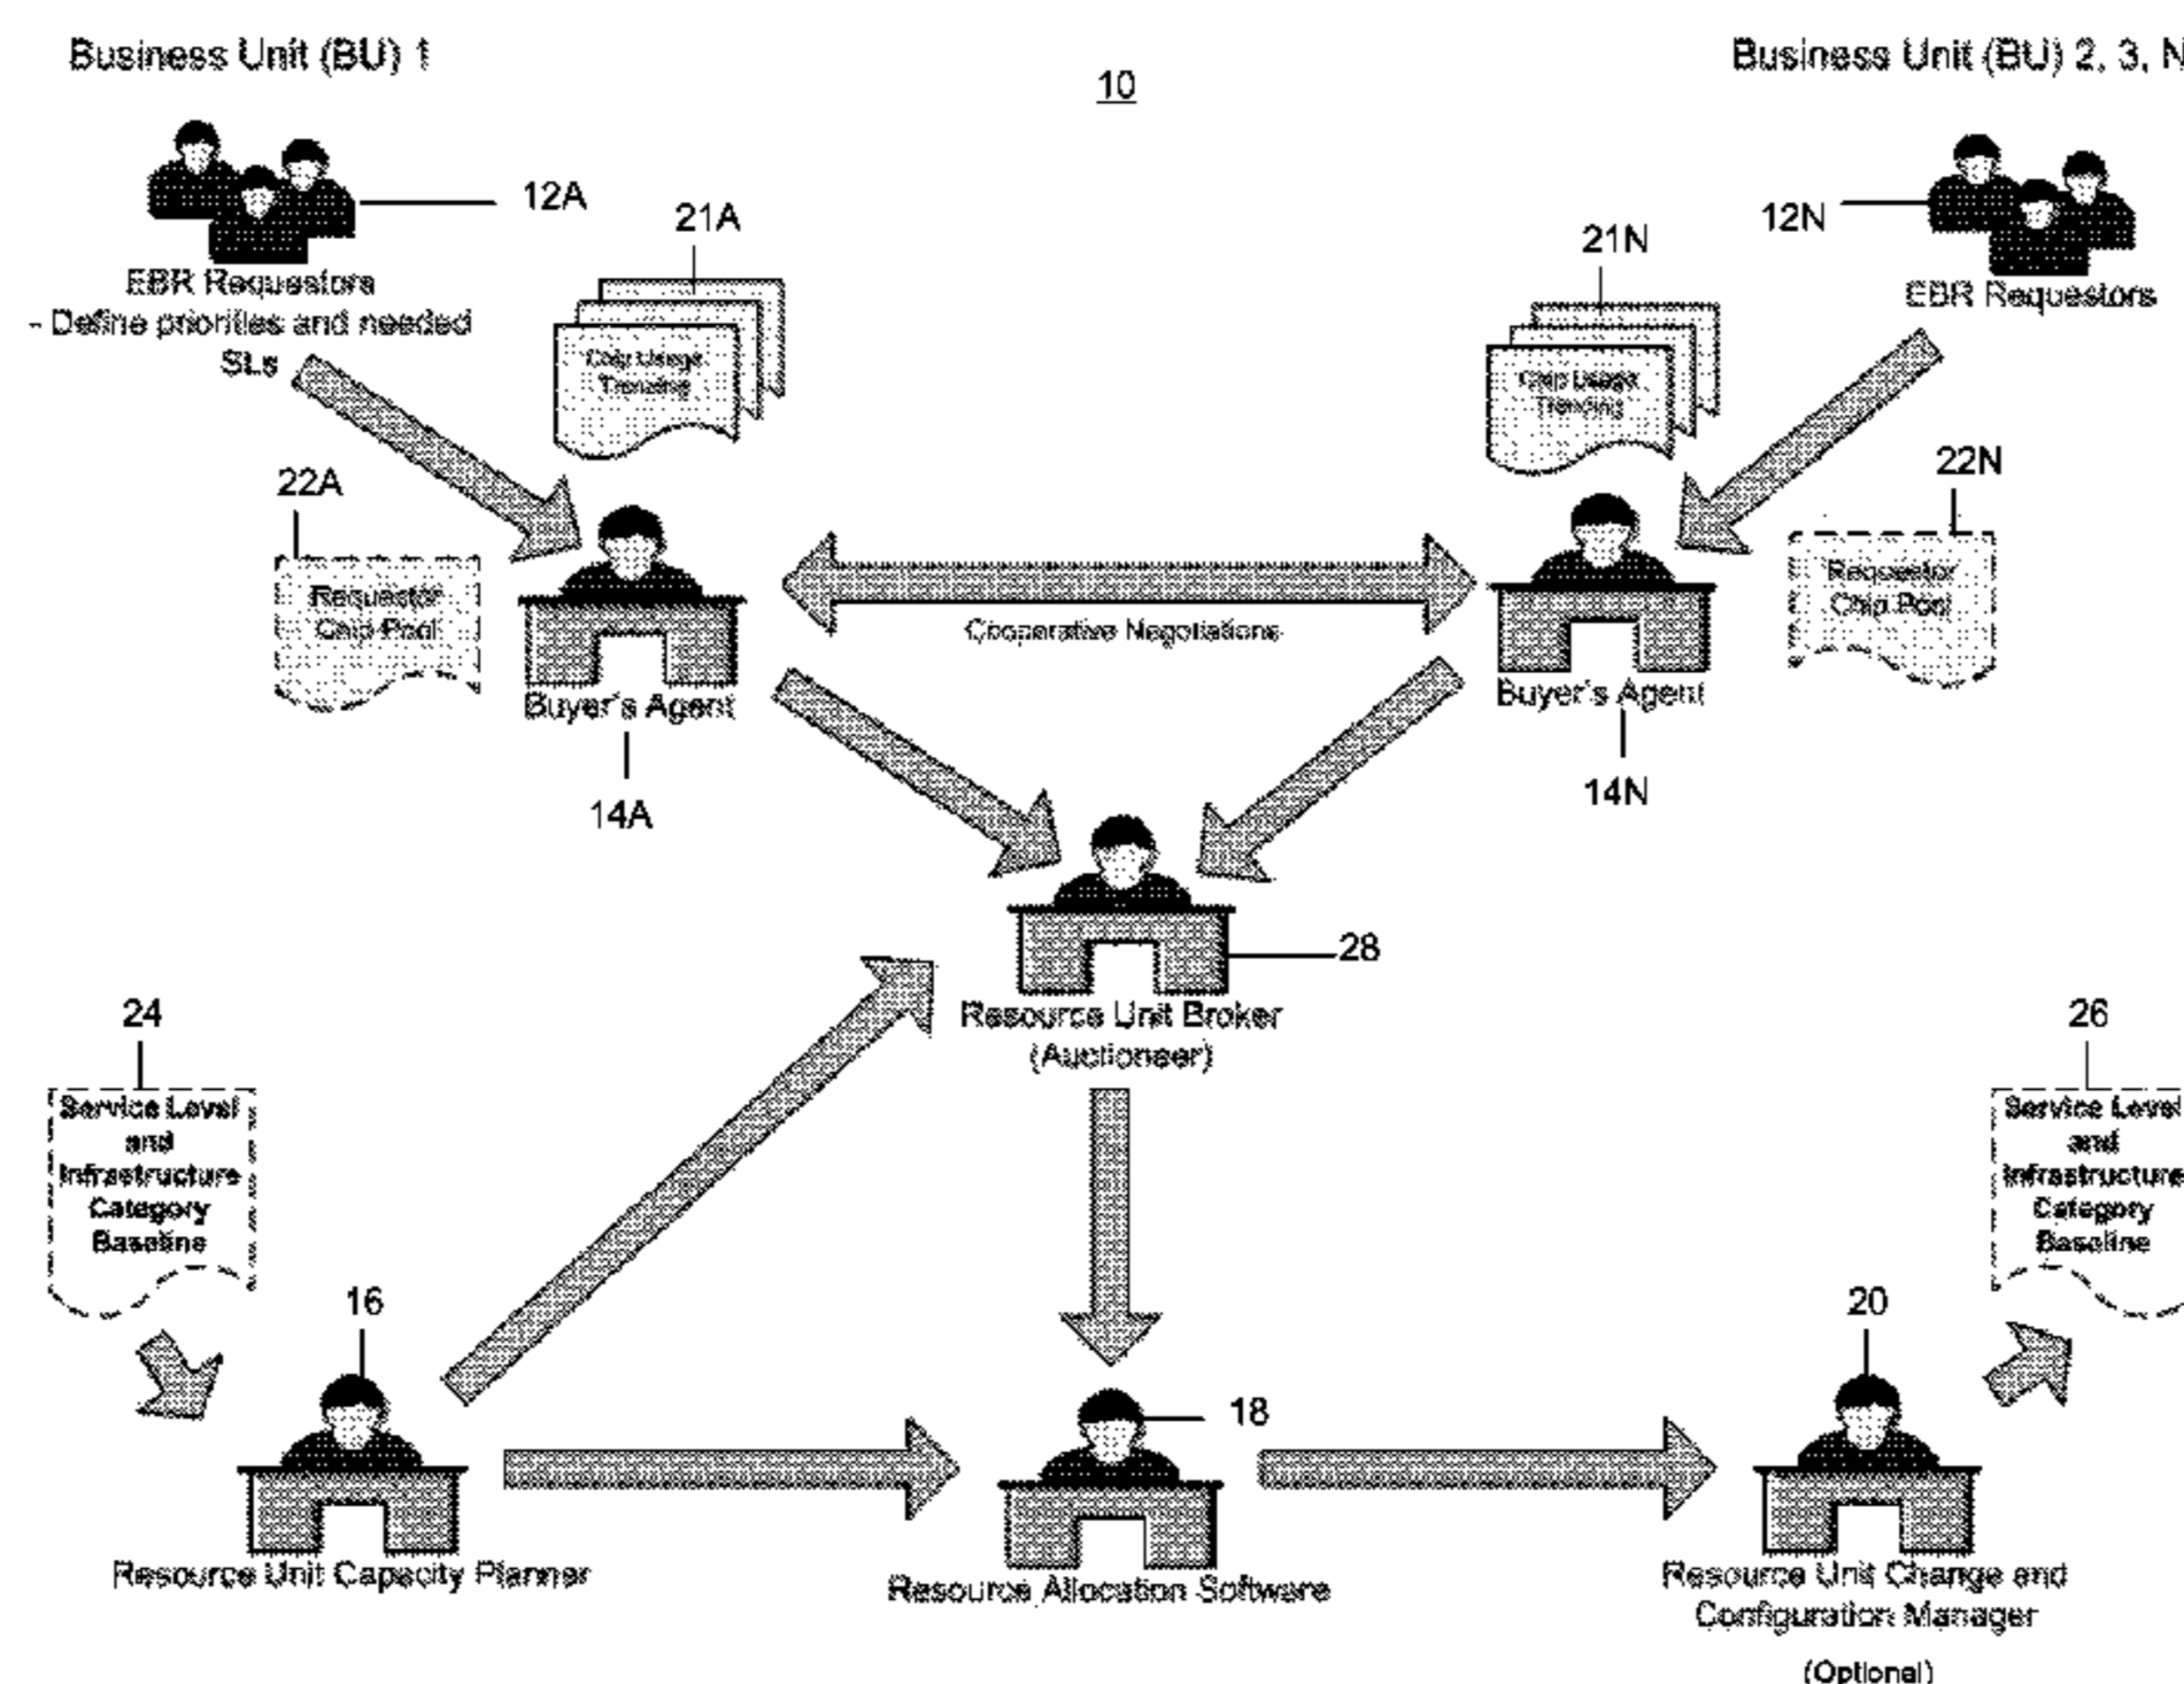 Business Unit (BU) 1
10
Business Unit (BU) 2, 3, N
12A
21A
12N
21N
EBR Requestors
- Define priorities and needed
SLs
EBR Requestors
Chip Usage
Trending
Chip Usage
Trending
22A
22N
Requestor
Chip Pool
Requestor
Chip Pool
Cooperative Negotiations
Buyer's Agent
Buyer's Agent
14A
14N
28
Resource Unit Broker
(Auctioneer)
24
26
Service Level
and
Infrastructure
Category
Baseline
Service Level
and
Infrastructure
Category
Baseline
16
20
18
Resource Unit Capacity Planner
Resource Allocation Software
Resource Unit Change and
Configuration Manager
(Optional)